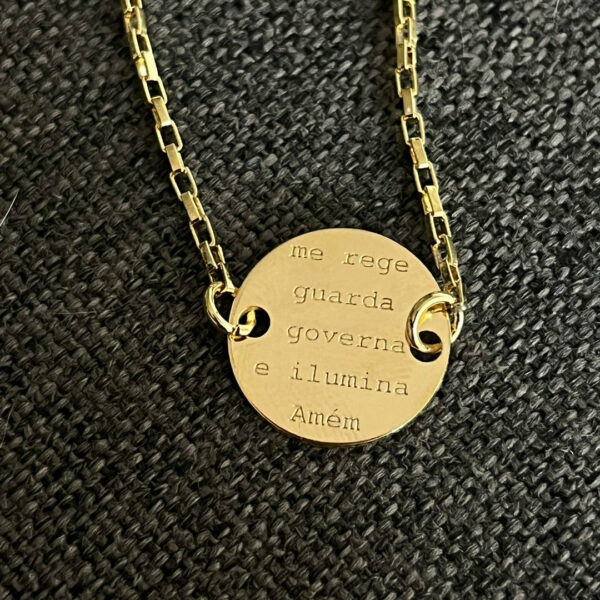 me rege
guarda
governa
e ilumina
Amém